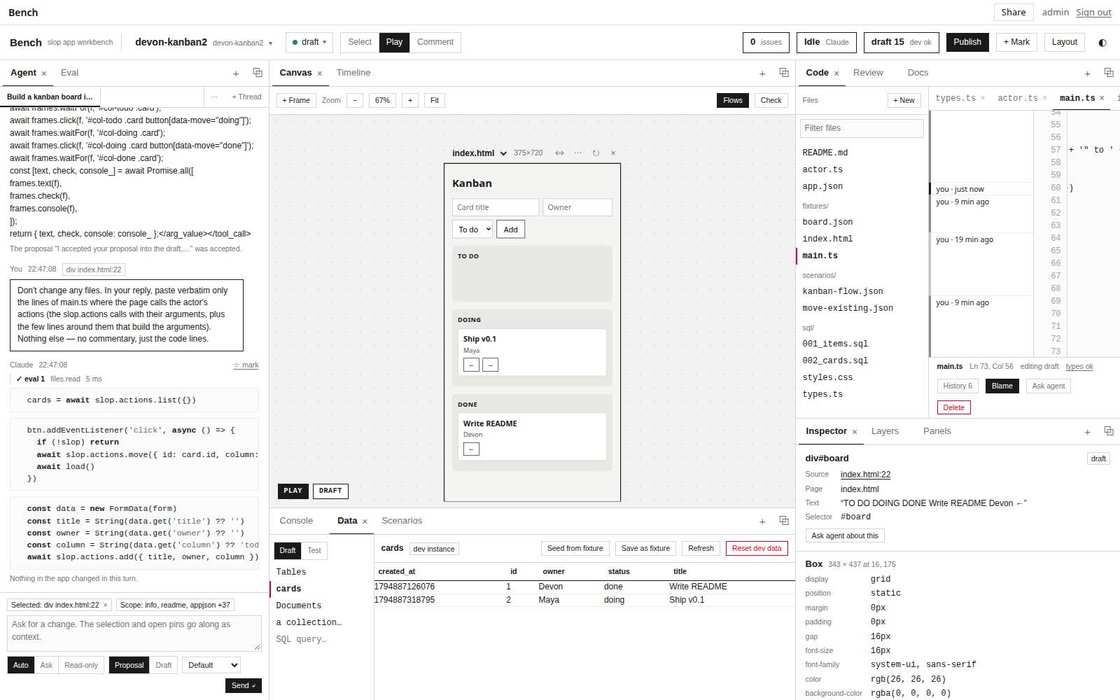 Bench
Share admin Sign out
Bench slop app workbench devon-kanban2 devon-kanban2 ▾ ● draft ▾ Select Play Comment 0 issues Idle Claude draft 15 dev ok Publish + Mark Layout
Agent × Eval +
Build a kanban board i… ··· + Thread
await frames.waitFor(f, '#col-todo .card');
await frames.click(f, '#col-todo .card button[data-move="doing"]');
await frames.waitFor(f, '#col-doing .card');
await frames.click(f, '#col-doing .card button[data-move="done"]');
await frames.waitFor(f, '#col-done .card');
const [text, check, console_] = await Promise.all([
frames.text(f),
frames.check(f),
frames.console(f),
]);
return { text, check, console: console_ };</arg_value></tool_call>
The proposal "I accepted your proposal into the draft,…" was accepted.
You 22:47:08 div index.html:22
Don't change any files. In your reply, paste verbatim only
the lines of main.ts where the page calls the actor's
actions (the slop.actions calls with their arguments, plus
the few lines around them that build the arguments).
Nothing else — no commentary, just the code lines.
Claude 22:47:08 mark
✓ eval 1 files.read 5 ms
cards = await slop.actions.list({})
btn.addEventListener('click', async () => {
if (!slop) return
await slop.actions.move({ id: card.id, column:
await load()
})
const data = new FormData(form)
const title = String(data.get('title') ?? '')
const owner = String(data.get('owner') ?? '')
const column = String(data.get('column') ?? 'tod
await slop.actions.add({ title, owner, column })
Nothing in the app changed in this turn.
Selected: div index.html:22 × Scope: info, readme, appjson +37
Ask for a change. The selection and open pins go along as
context.
Auto Ask Read-only Proposal Draft Default
Send
Canvas × Timeline +
+ Frame Zoom − 67% + Fit Flows Check
index.html 375×720 ↔ ··· ↻ ×
Kanban
Card title Owner
To do Add
TO DO
DOING
Ship v0.1
Maya
← →
DONE
Write README
Devon
←
PLAY DRAFT
Console Data × Scenarios +
Draft Test
Tables
cards
Documents
a collection…
SQL query…
cards dev instance Seed from fixture Save as fixture Refresh Reset dev data
created_at id owner status title
1794887126076 1 Devon done Write README
1794887318795 2 Maya doing Ship v0.1
Code × Review Docs +
Files + New
Filter files
README.md
actor.ts
app.json
fixtures/
board.json
index.html
main.ts
scenarios/
kanban-flow.json
move-existing.json
sql/
001_items.sql
002_cards.sql
styles.css
types.ts
types.ts × actor.ts × main.ts ×
54
55
56
57 + '" to '
58
59
you · just now 60 )
you · 9 min ago 61
62
63
you · 19 min ago 64
65
66
67
68
you · 9 min ago 69
70
71
72
73
main.ts Ln 73, Col 56 editing draft types ok
History 6 Blame Ask agent
Delete
Inspector × Layers Panels +
div#board draft
Source index.html:22
Page index.html
Text “TO DO DOING DONE Write README Devon ←”
Selector #board
Ask agent about this
Box 343 × 437 at 16, 175
display grid
position static
margin 0px
padding 0px
gap 16px
font-size 16px
font-family system-ui, sans-serif
color rgb(26, 26, 26)
background-color rgba(0, 0, 0, 0)